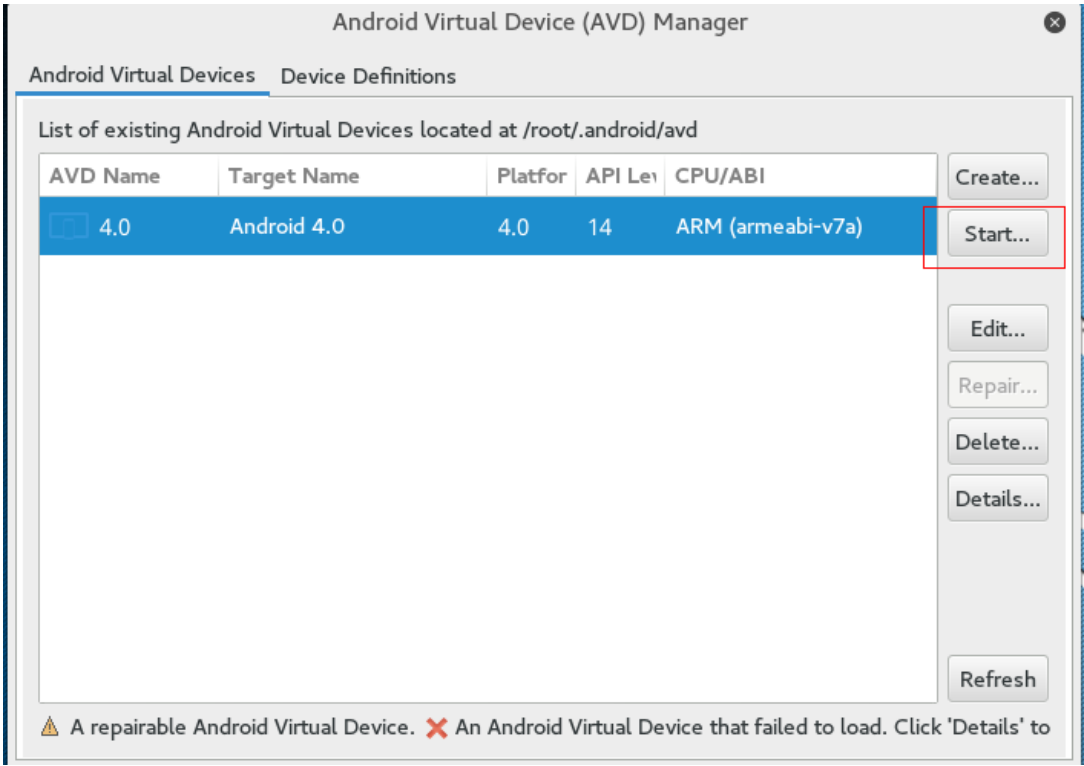 Android Virtual Device (AVD) Manager
Android Virtual Devices Device Definitions
List of existing Android Virtual Devices located at /root/.android/avd
AVD Name Target Name Platfor API Lev CPU/ABI
4.0 Android 4.0 4.0 14 ARM (armeabi-v7a)
Create...
Start...
Edit...
Repair...
Delete...
Details...
Refresh
A repairable Android Virtual Device. An Android Virtual Device that failed to load. Click 'Details' to